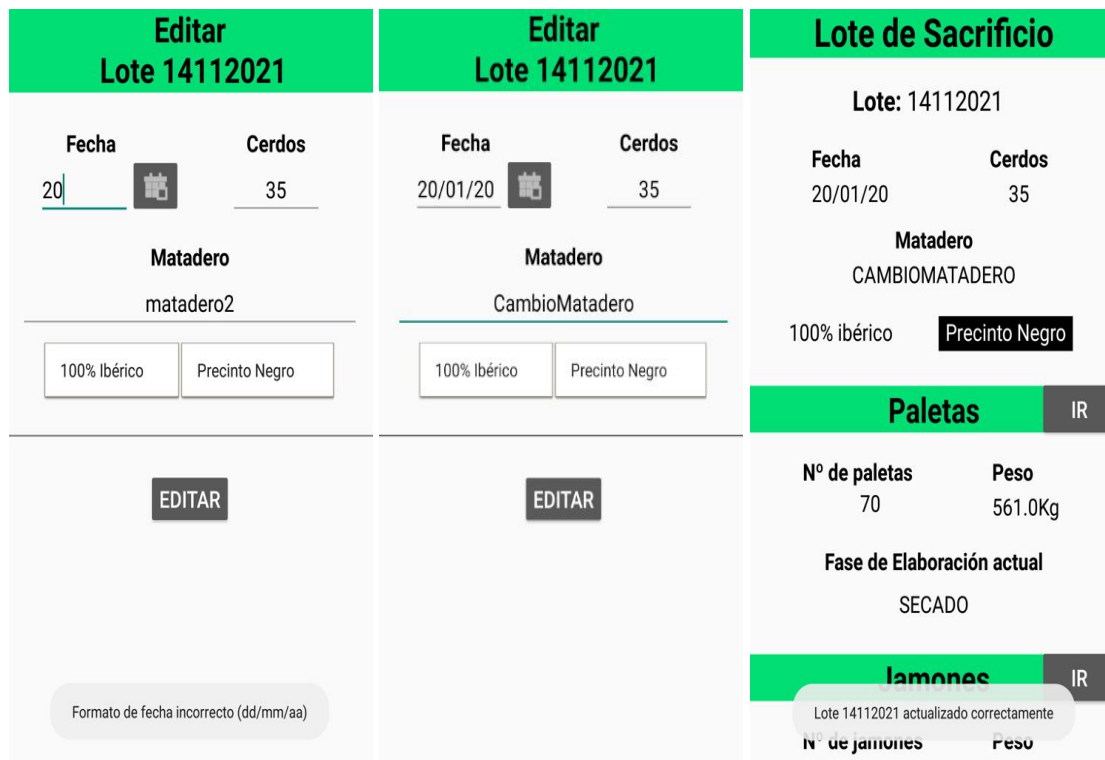 Editar
Lote 14112021
Fecha
Cerdos
20
35
Matadero
matadero2
100% Ibérico
Precinto Negro
EDITAR
Formato de fecha incorrecto (dd/mm/aa)
Editar
Lote 14112021
Fecha
Cerdos
20/01/20
35
Matadero
CambioMatadero
100% Ibérico
Precinto Negro
EDITAR
Lote de Sacrificio
Lote: 14112021
Fecha
Cerdos
20/01/20
35
Matadero
CAMBIOMATADERO
100% ibérico
Precinto Negro
Paletas
IR
Nº de paletas
Peso
70
561.0Kg
Fase de Elaboración actual
SECADO
Jamones
IR
Lote 14112021 actualizado correctamente
Nº de jamones
Peso